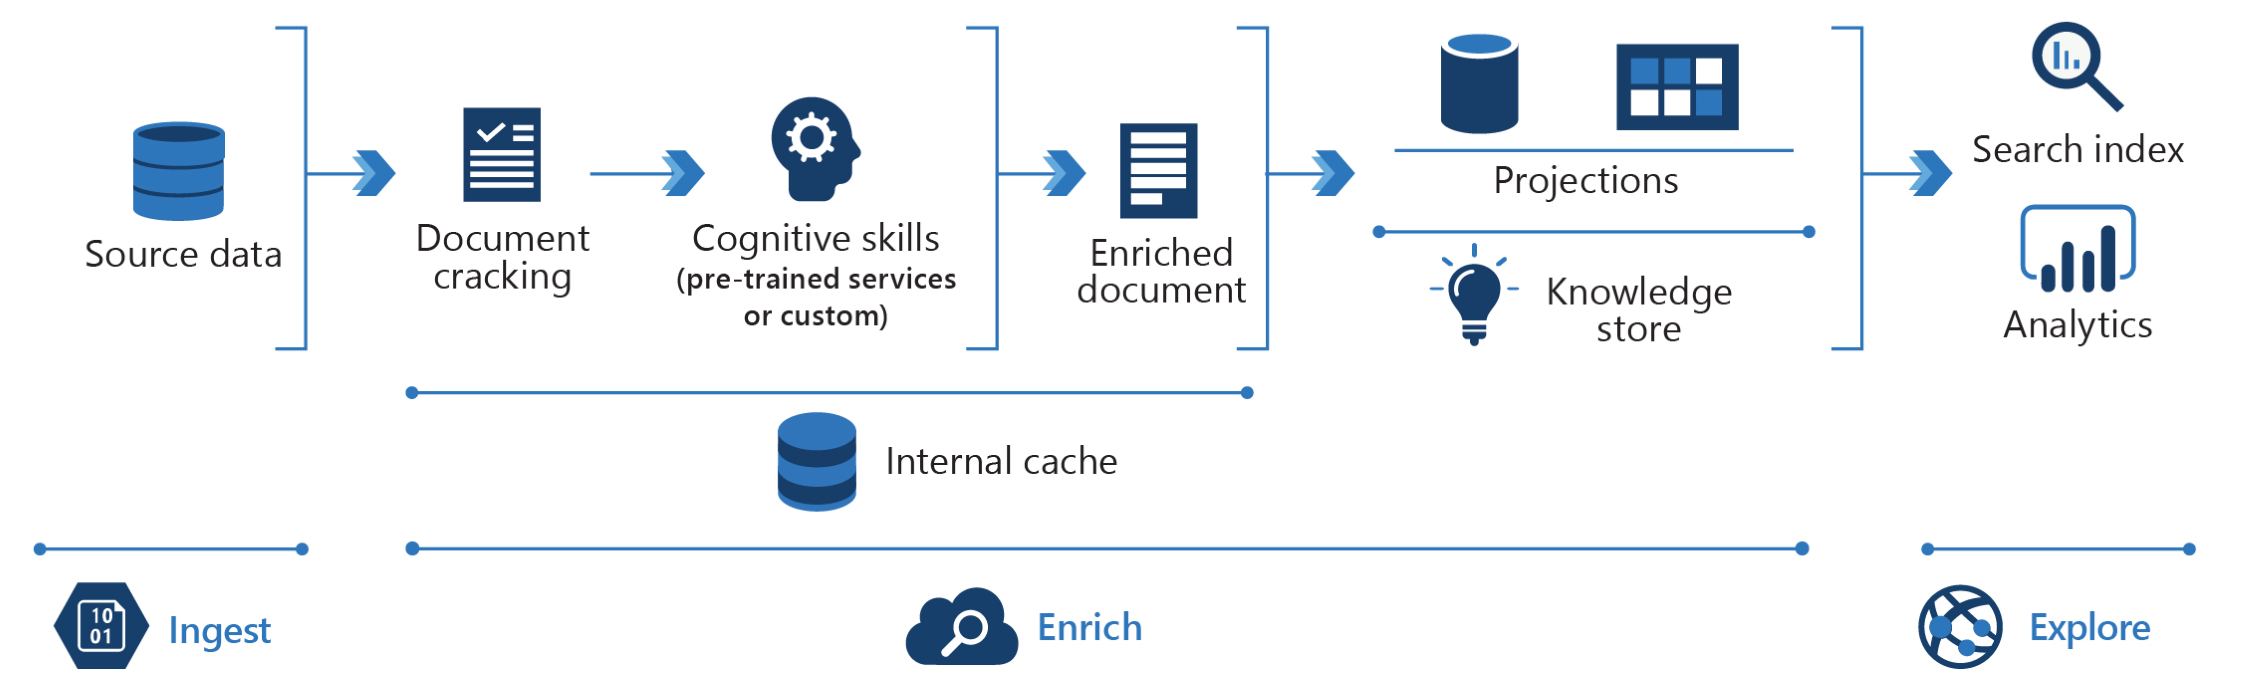 Source data
Document
cracking
Cognitive skills
(pre-trained services
or custom)
Enriched
document
Projections
Knowledge
store
Search index
Analytics
Internal cache
10
01
Ingest
Enrich
Explore